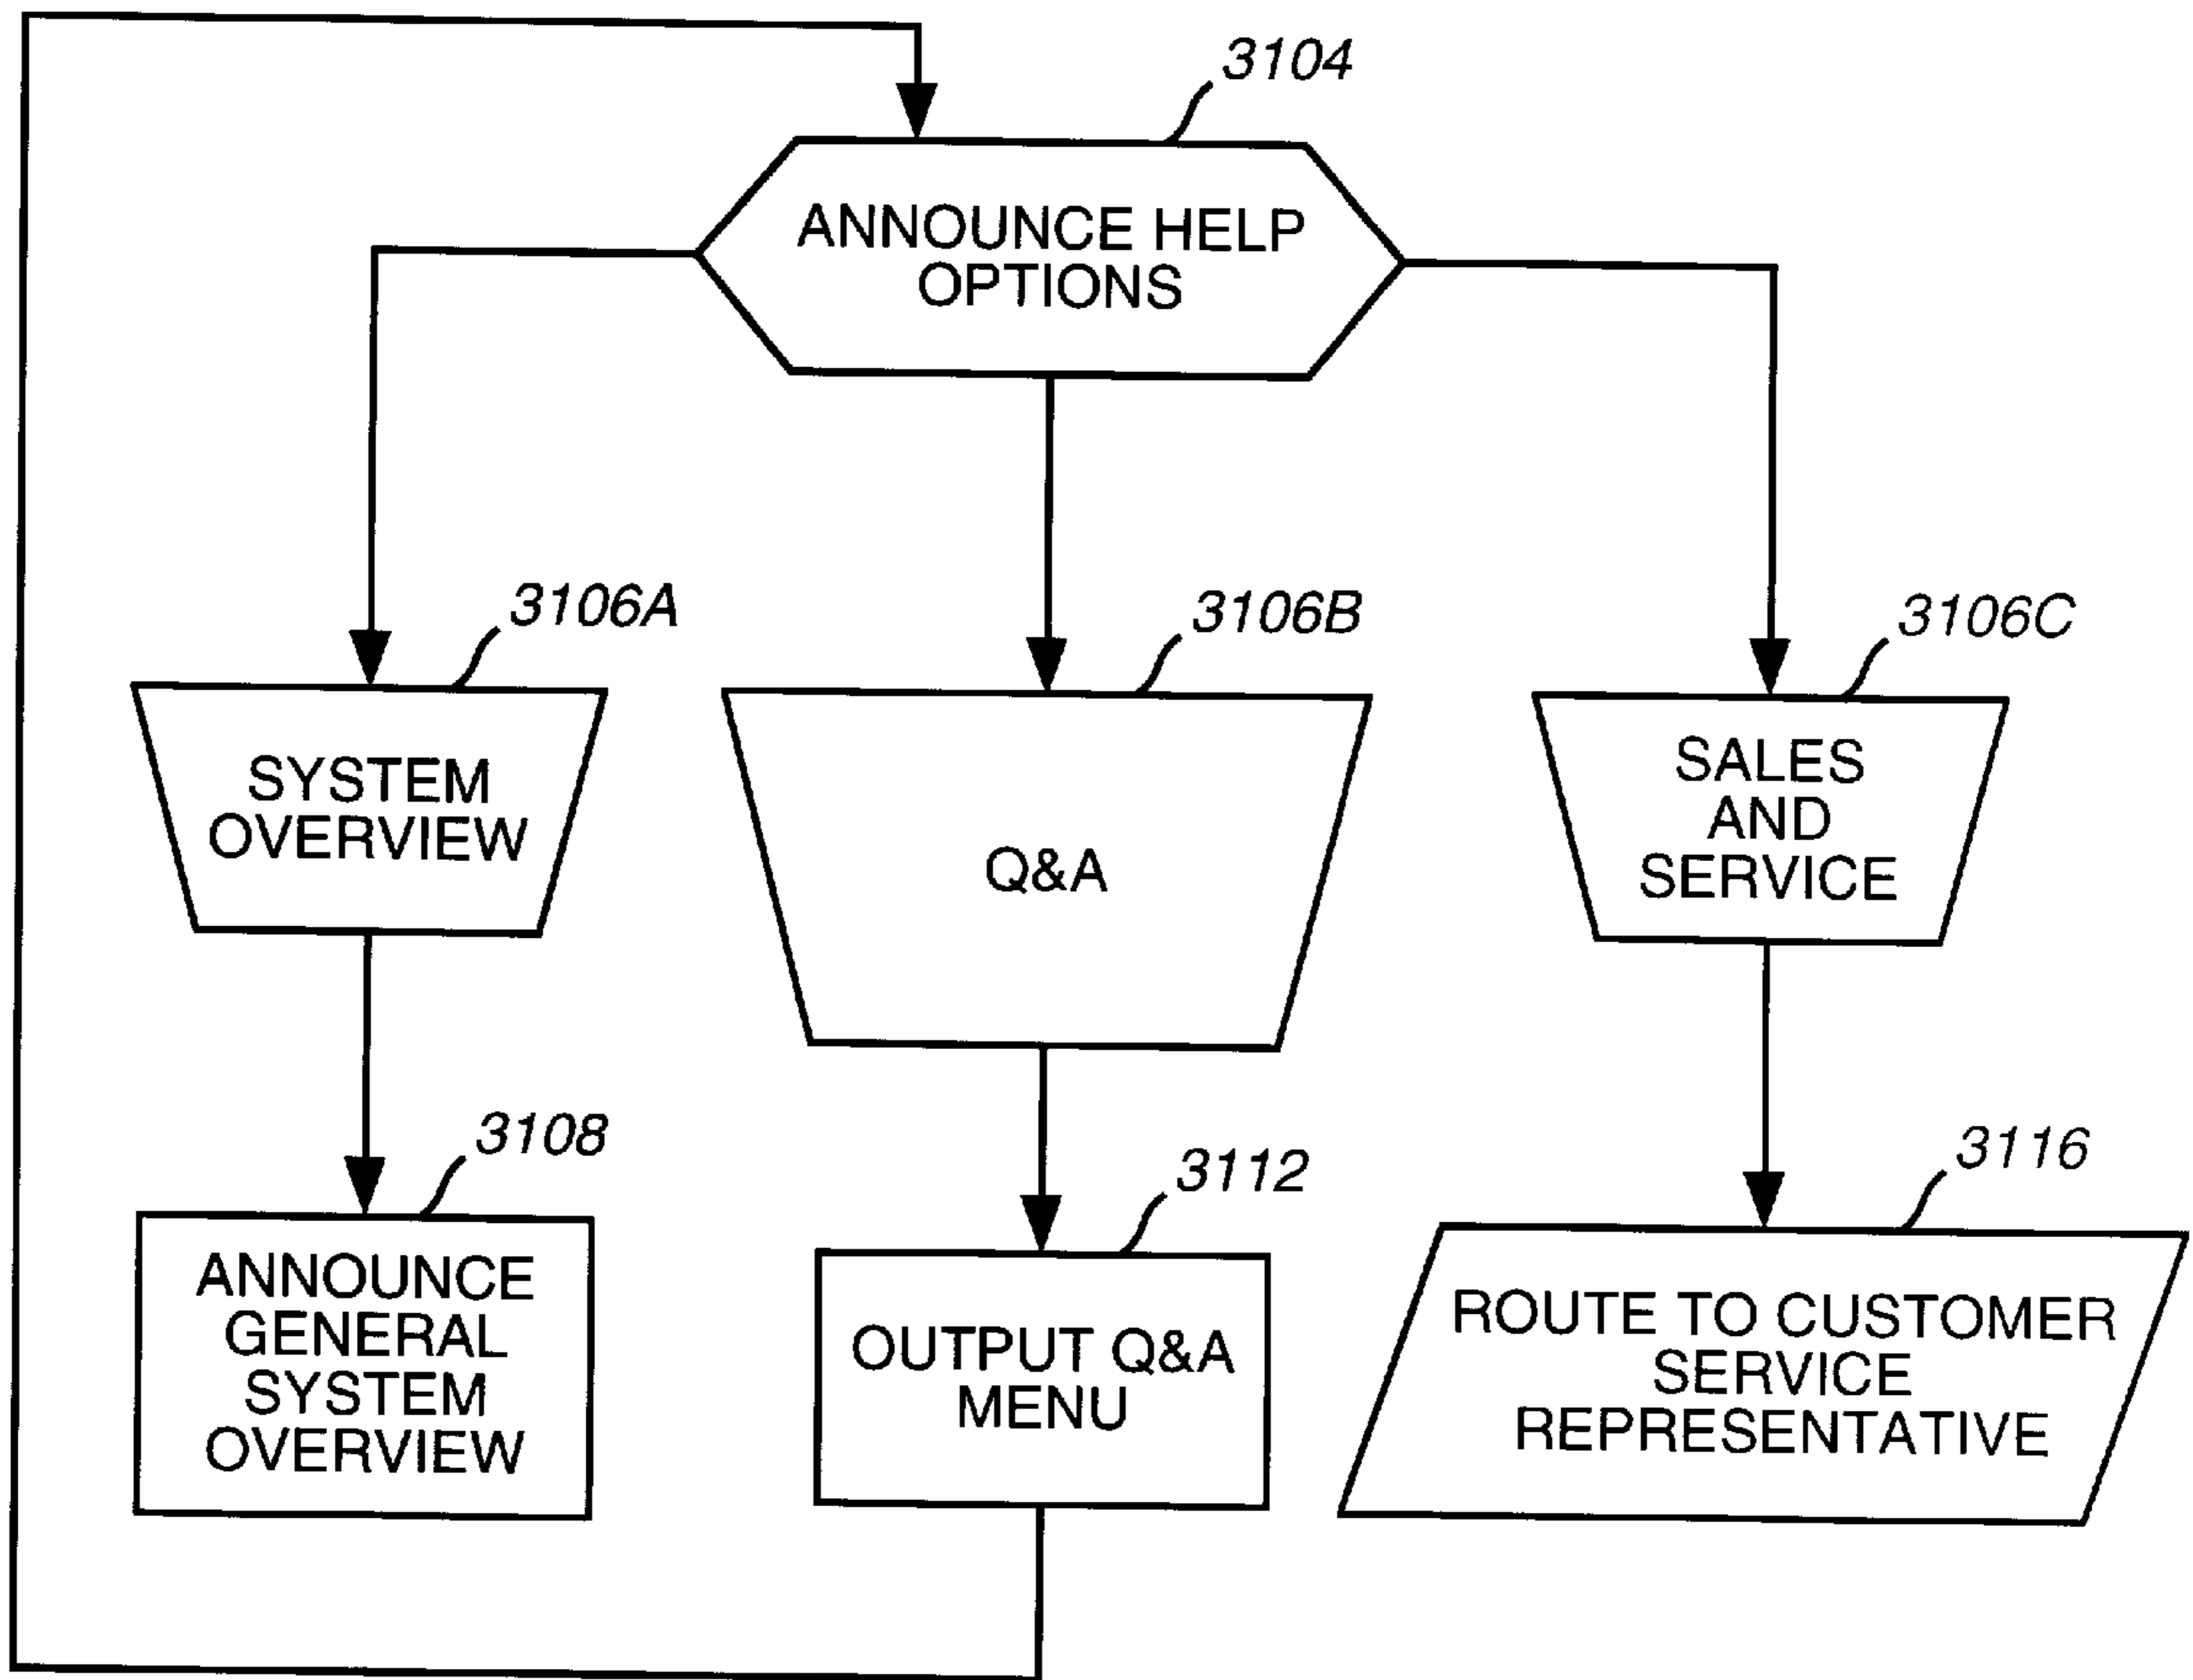 3104
ANNOUNCE HELP
OPTIONS
3106A
SYSTEM
OVERVIEW
3106B
Q&A
3106C
SALES
AND
SERVICE
3108
ANNOUNCE
GENERAL
SYSTEM
OVERVIEW
3112
OUTPUT Q&A
MENU
3116
ROUTE TO CUSTOMER
SERVICE
REPRESENTATIVE